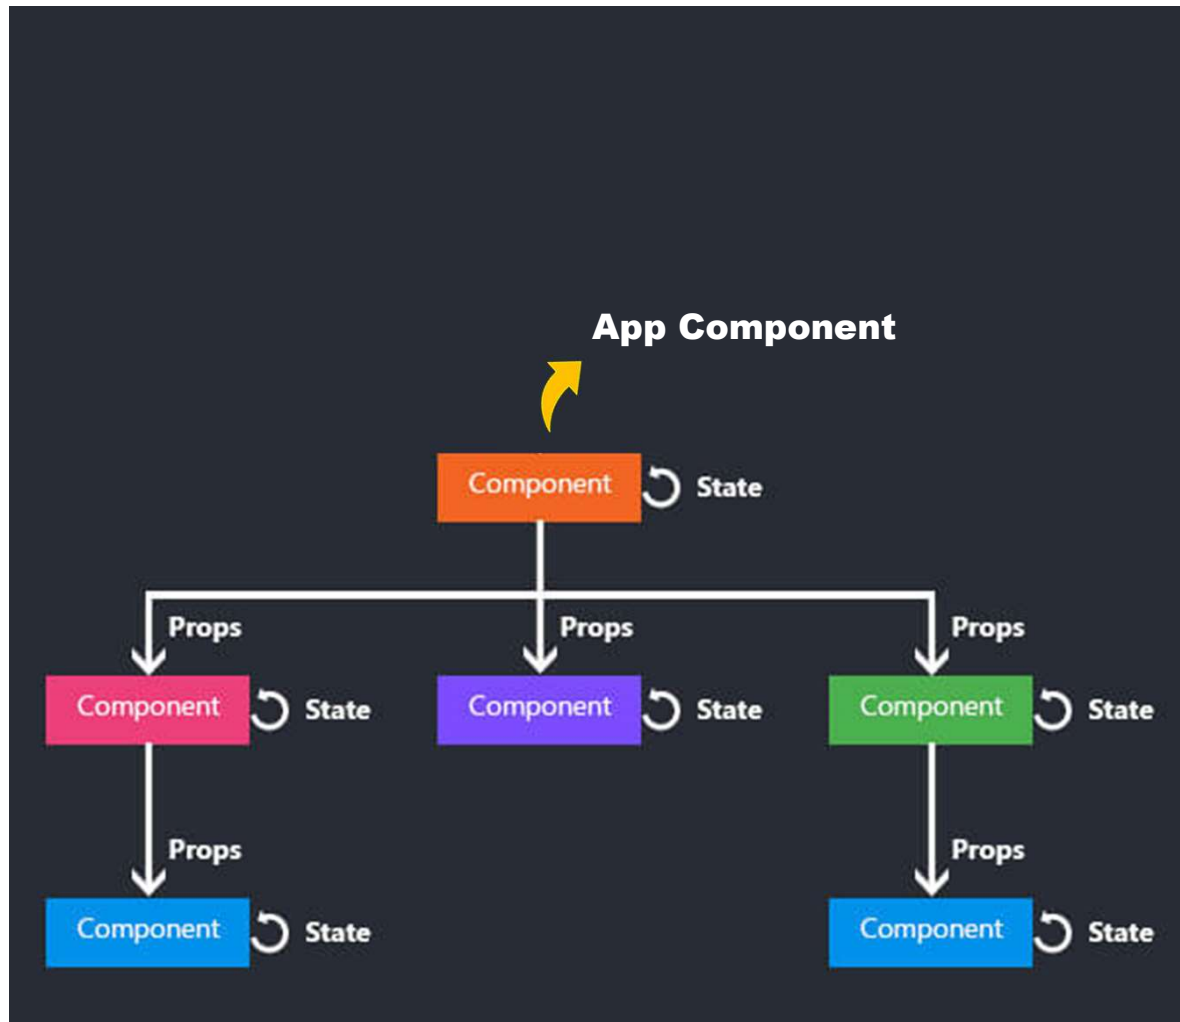 App Component
Component State
Props Props Props
Component State Component State Component State
Props Props
Component State Component State